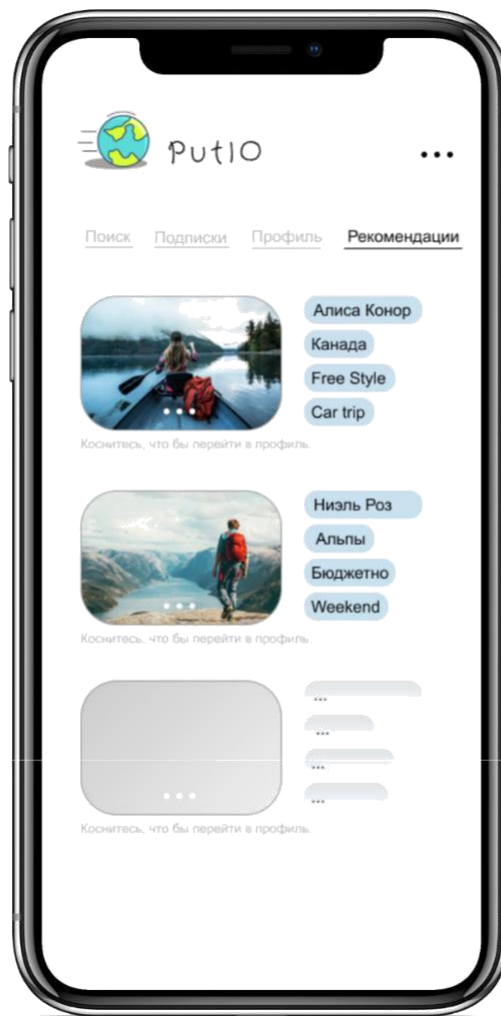 PutIO
Поиск Подписки Профиль Рекомендации
Алиса Конор
Канада
Free Style
Car trip
Коснитесь, что бы перейти в профиль.
Ниэль Роз
Альпы
Бюджетно
Weekend
Коснитесь, что бы перейти в профиль.
...
...
...
...
Коснитесь, что бы перейти в профиль.